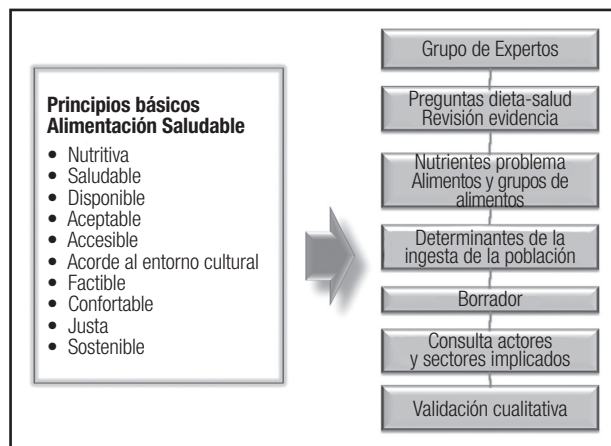 Principios básicos
Alimentación Saludable
• Nutritiva
• Saludable
• Disponible
• Aceptable
• Accesible
• Acorde al entorno cultural
• Factible
• Confortable
• Justa
• Sostenible
Grupo de Expertos
Preguntas dieta-salud
Revisión evidencia
Nutrientes problema
Alimentos y grupos de
alimentos
Determinantes de la
ingesta de la población
Borrador
Consulta actores
y sectores implicados
Validación cualitativa